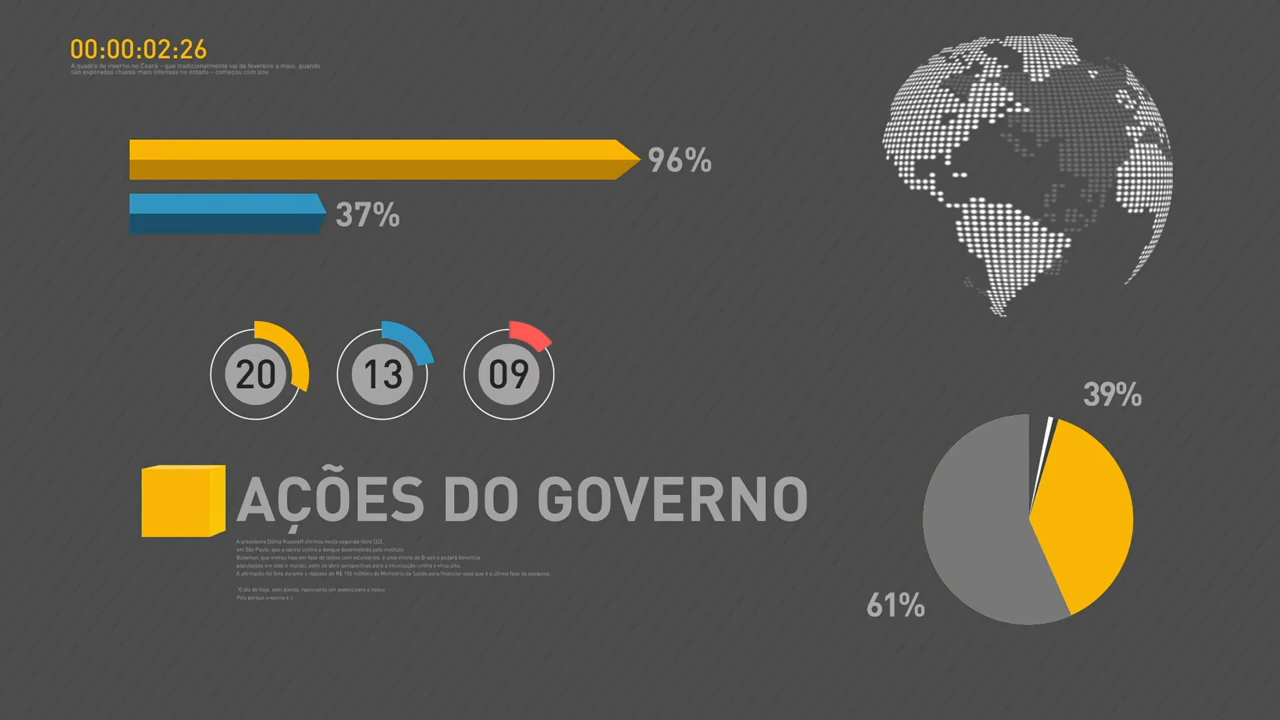 00:00:02:26
A quadra de inverno no Ceará – que tradicionalmente vai de fevereiro a maio, quando
são esperadas chuvas mais intensas no estado – começou com pou
96%
37%
20 13 09
39%
AÇÕES DO GOVERNO
A presidenta Dilma Rousseff afirmou nesta segunda-feira (22),
em São Paulo, que a vacina contra a dengue desenvolvida pelo Instituto
Butantan, que entrou hoje em fase de testes com voluntários, é uma vitória do Brasil e poderá beneficia
populações em todo o mundo, além de abrir perspectivas para a imunização contra o vírus zika.
A afirmação foi feita durante o repasse de R$ 100 milhões do Ministério da Saúde para financiar essa que é a última fase da pesquisa.
"O dia de hoje, sem dúvida, representa um avanço para o nosso
País porque a vacina é o
61%